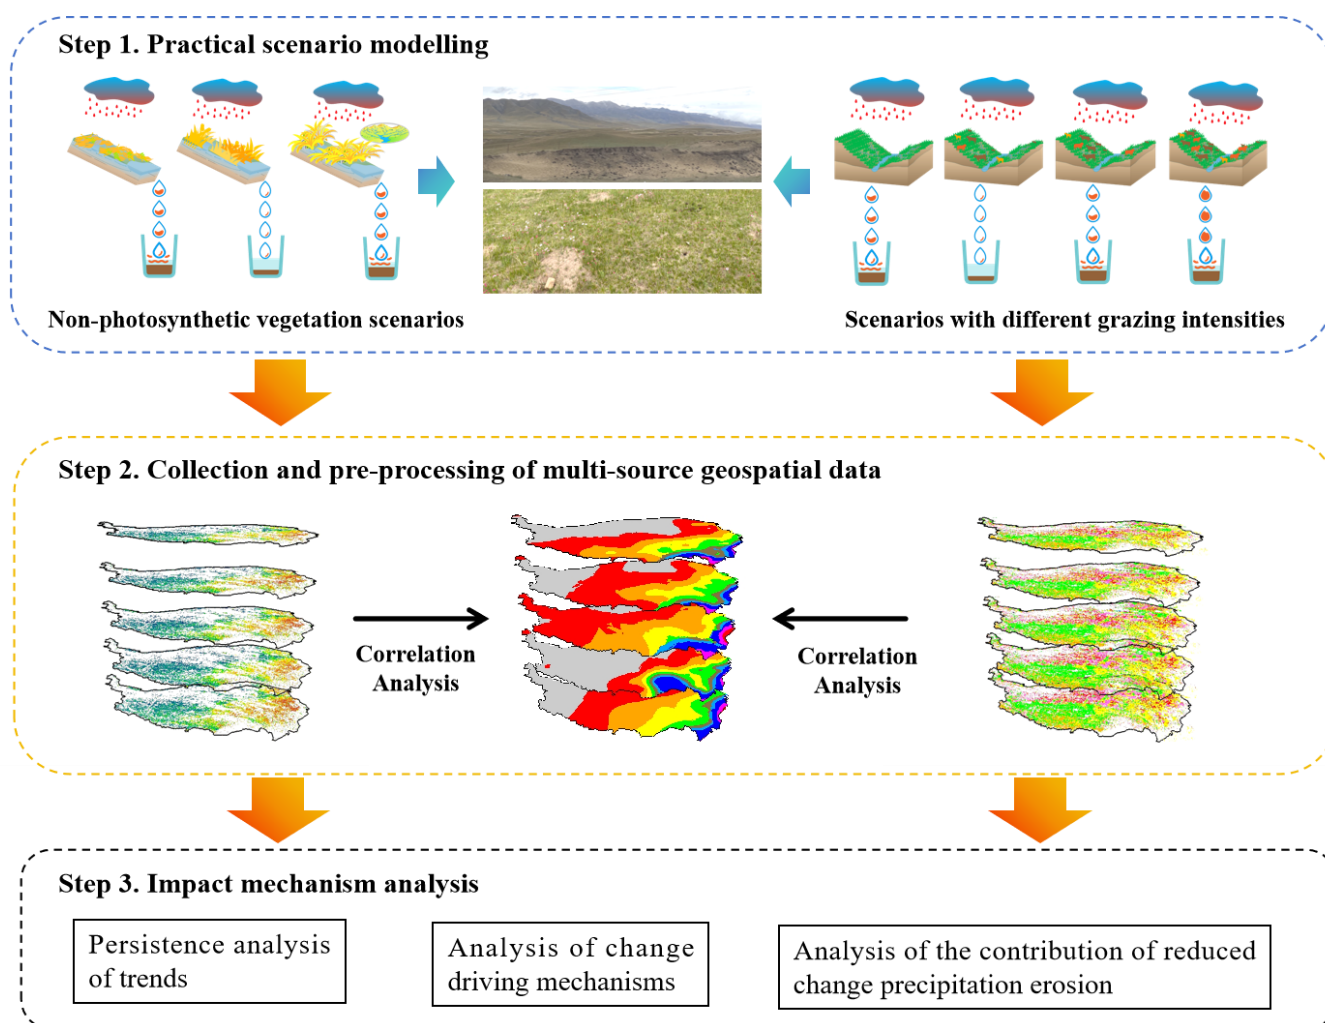 Step 1. Practical scenario modelling
Non-photosynthetic vegetation scenarios
Scenarios with different grazing intensities
Step 2. Collection and pre-processing of multi-source geospatial data
Correlation
Analysis
Correlation
Analysis
Step 3. Impact mechanism analysis
Persistence analysis
of trends
Analysis of change
driving mechanisms
Analysis of the contribution of reduced
change precipitation erosion